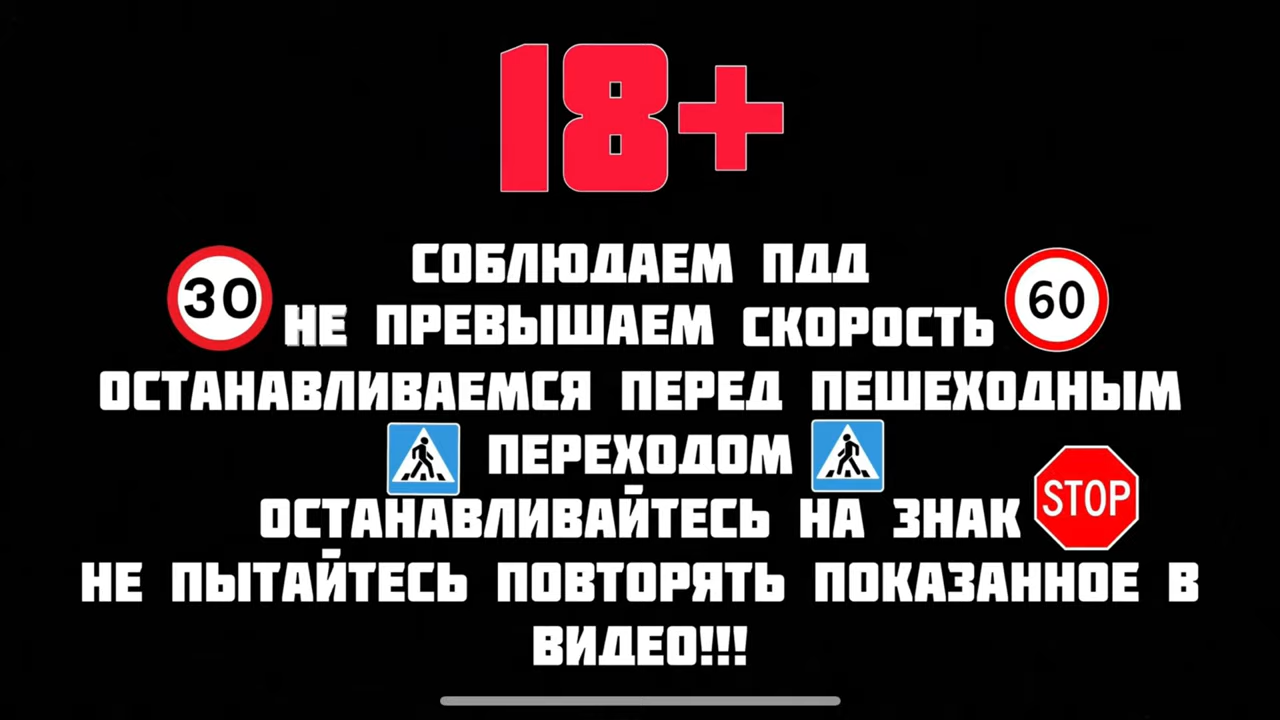 18+
СОБЛЮДАЕМ ПДД
30 НЕ ПРЕВЫШАЕМ СКОРОСТЬ 60
ОСТАНАВЛИВАЕМСЯ ПЕРЕД ПЕШЕХОДНЫМ
ПЕРЕХОДОМ
ОСТАНАВЛИВАЙТЕСЬ НА ЗНАК STOP
НЕ ПЫТАЙТЕСЬ ПОВТОРЯТЬ ПОКАЗАННОЕ В
ВИДЕО!!!